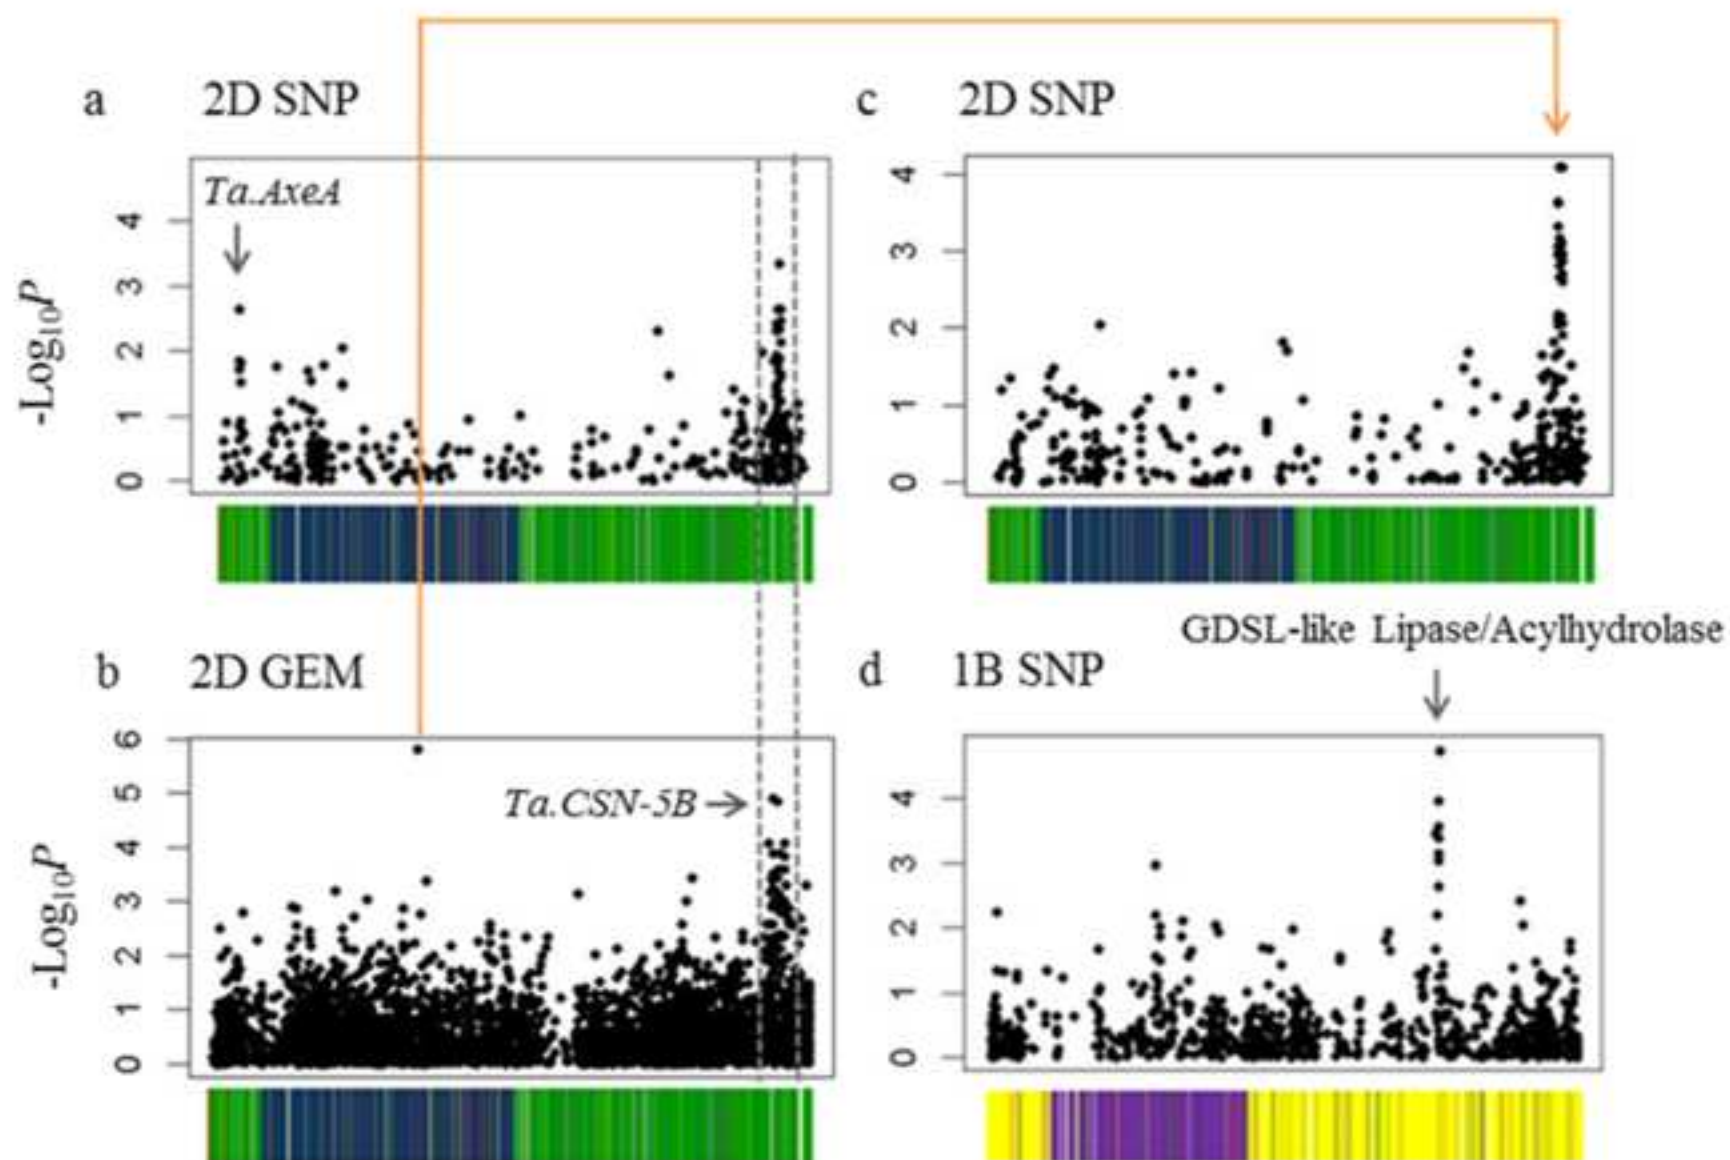 a 2D SNP
Ta.AxeA
4
3
2
1
0
-Log10P
c 2D SNP
4
3
2
1
0
b 2D GEM
6
5
4
3
2
1
0
-Log10P
Ta.CSN-5B
GDSL-like Lipase/Acylhydrolase
d 1B SNP
4
3
2
1
0